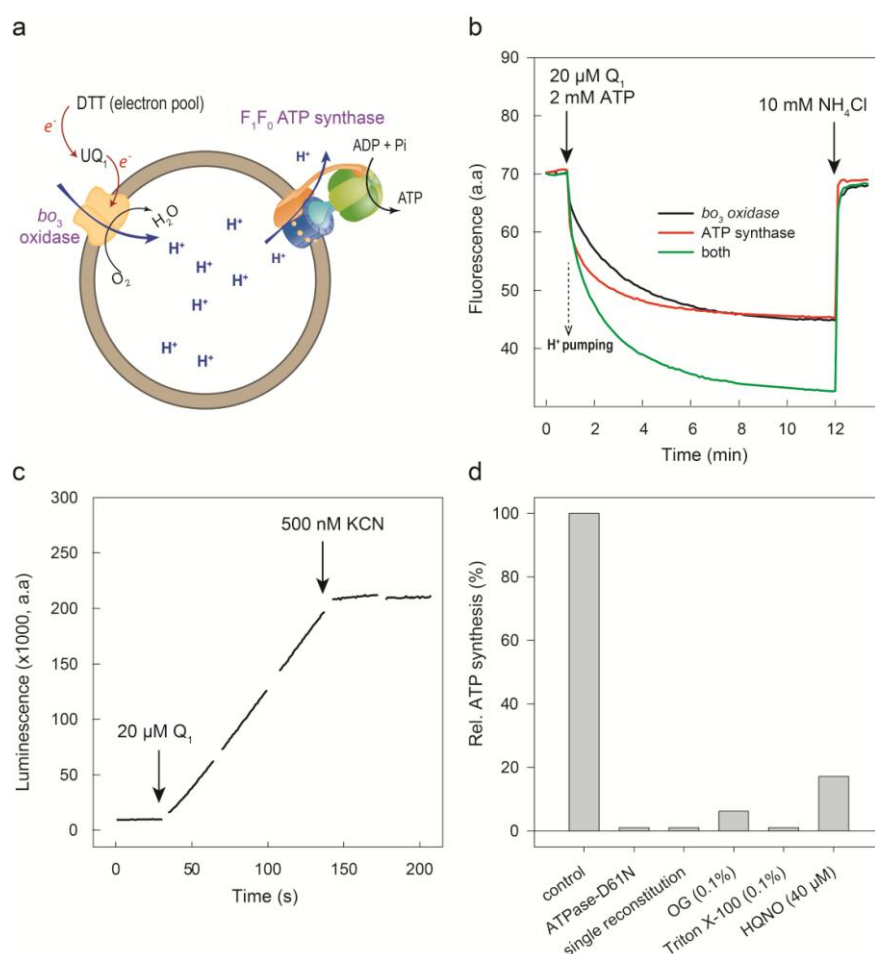 a
DTT (electron pool)
e-
UQ1
e-
bo3
oxidase
H2O
O2
H+
H+
H+
H+
H+
H+
H+
H+
F1F0 ATP synthase
H+
ADP + Pi
ATP
H+
b
20 µM Q1
2 mM ATP
10 mM NH4Cl
bo3 oxidase
ATP synthase
both
H+ pumping
Fluorescence (a.a)
90
80
70
60
50
40
0 2 4 6 8 10 12
Time (min)
c
500 nM KCN
20 µM Q1
Luminescence (x1000, a.a)
300
250
200
150
100
50
0
0 50 100 150 200
Time (s)
d
Rel. ATP synthesis (%)
100
80
60
40
20
0
control
ATPase-D61N
single reconstitution
OG (0.1%)
Triton X-100 (0.1%)
HQNO (40 µM)